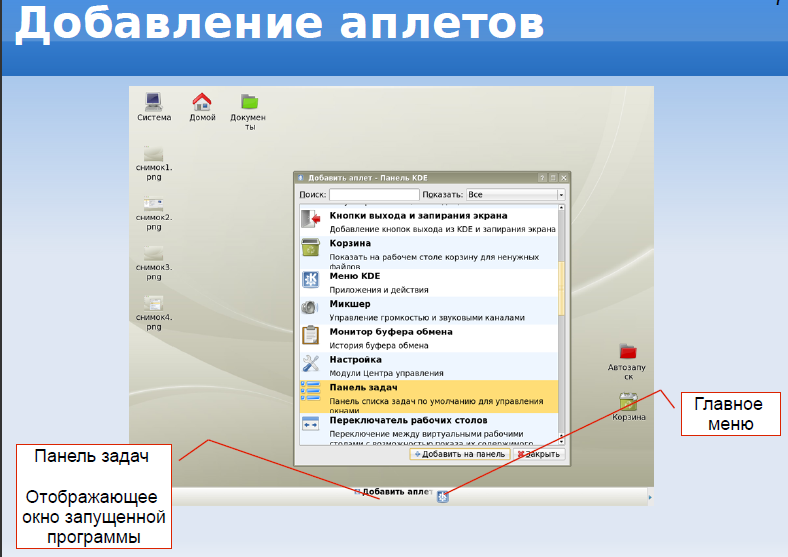 Добавление аплетов
Система
Домой
Докумен
ты
снимок1.
png
снимок2.
png
снимок3.
png
снимок4.
png
Добавить аплет - Панель KDE
Поиск:
Показать: Все
Кнопки выхода и запирания экрана
Добавление кнопок выхода из KDE и запирания экрана
Корзина
Показать на рабочем столе корзину для ненужных
файлов
Меню KDE
Приложения и действия
Микшер
Управление громкостью и звуковыми каналами
Монитор буфера обмена
История буфера обмена
Настройка
Модули Центра управления
Панель задач
Панель списка задач по умолчанию для управления
окнами
Переключатель рабочих столов
Переключение между виртуальными рабочими
столами с возможностью показа их содержимого.
Добавить на панель
Закрыть
Автозапу
ск
Корзина
Главное
меню
Панель задач
Отображающее
окно запущенной
программы
Добавить аплет